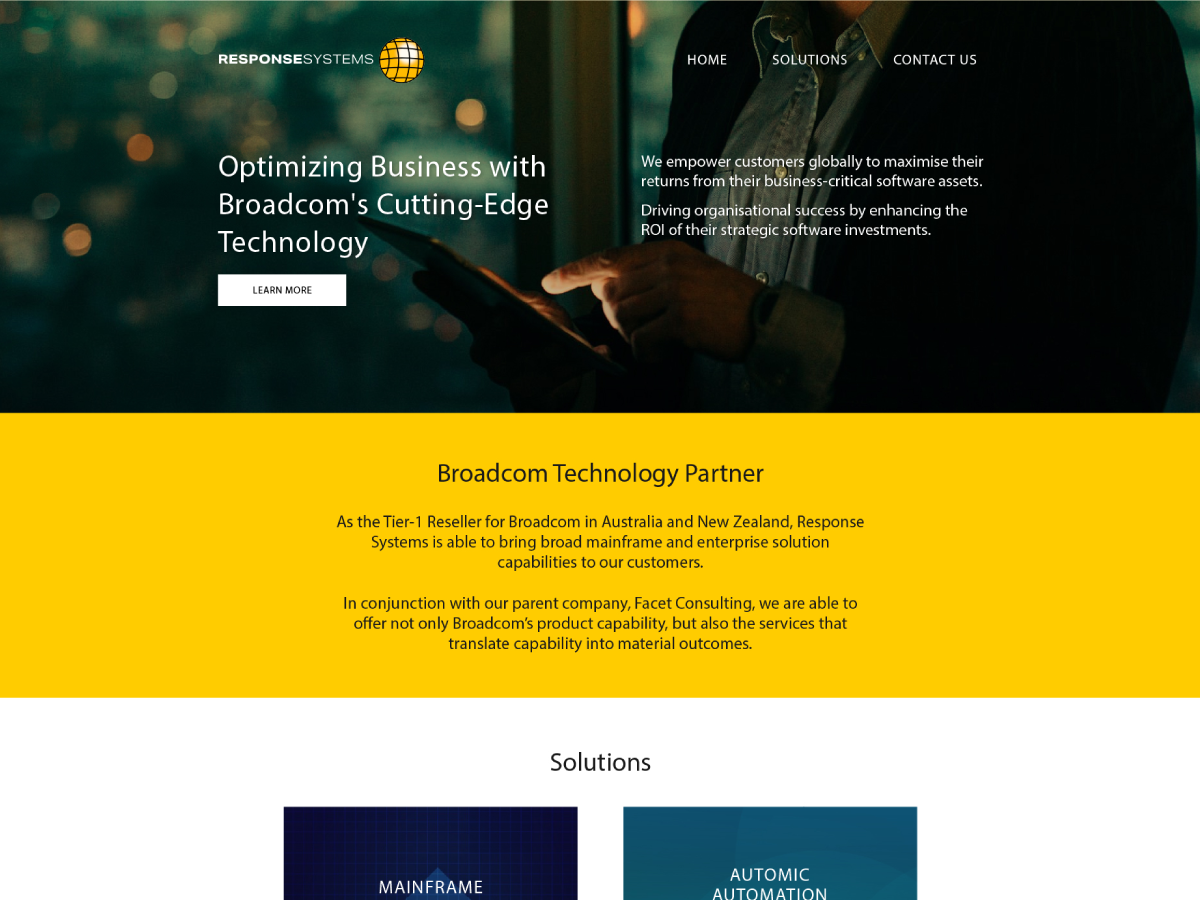 RESPONSESYSTEMS
HOME
SOLUTIONS
CONTACT US
Optimizing Business with
Broadcom's Cutting-Edge
Technology
LEARN MORE
We empower customers globally to maximise their
returns from their business-critical software assets.
Driving organisational success by enhancing the
ROI of their strategic software investments.
Broadcom Technology Partner
As the Tier-1 Reseller for Broadcom in Australia and New Zealand, Response
Systems is able to bring broad mainframe and enterprise solution
capabilities to our customers.
In conjunction with our parent company, Facet Consulting, we are able to
offer not only Broadcom’s product capability, but also the services that
translate capability into material outcomes.
Solutions
MAINFRAME
AUTOMIC
AUTOMATION